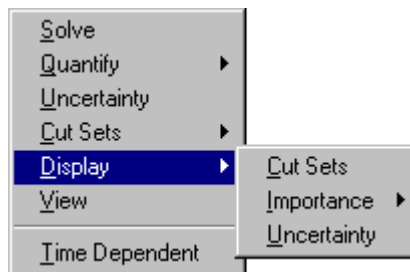 Solve
Quantify
Uncertainty
Cut Sets
Display
View
Time Dependent
Cut Sets
Importance
Uncertainty